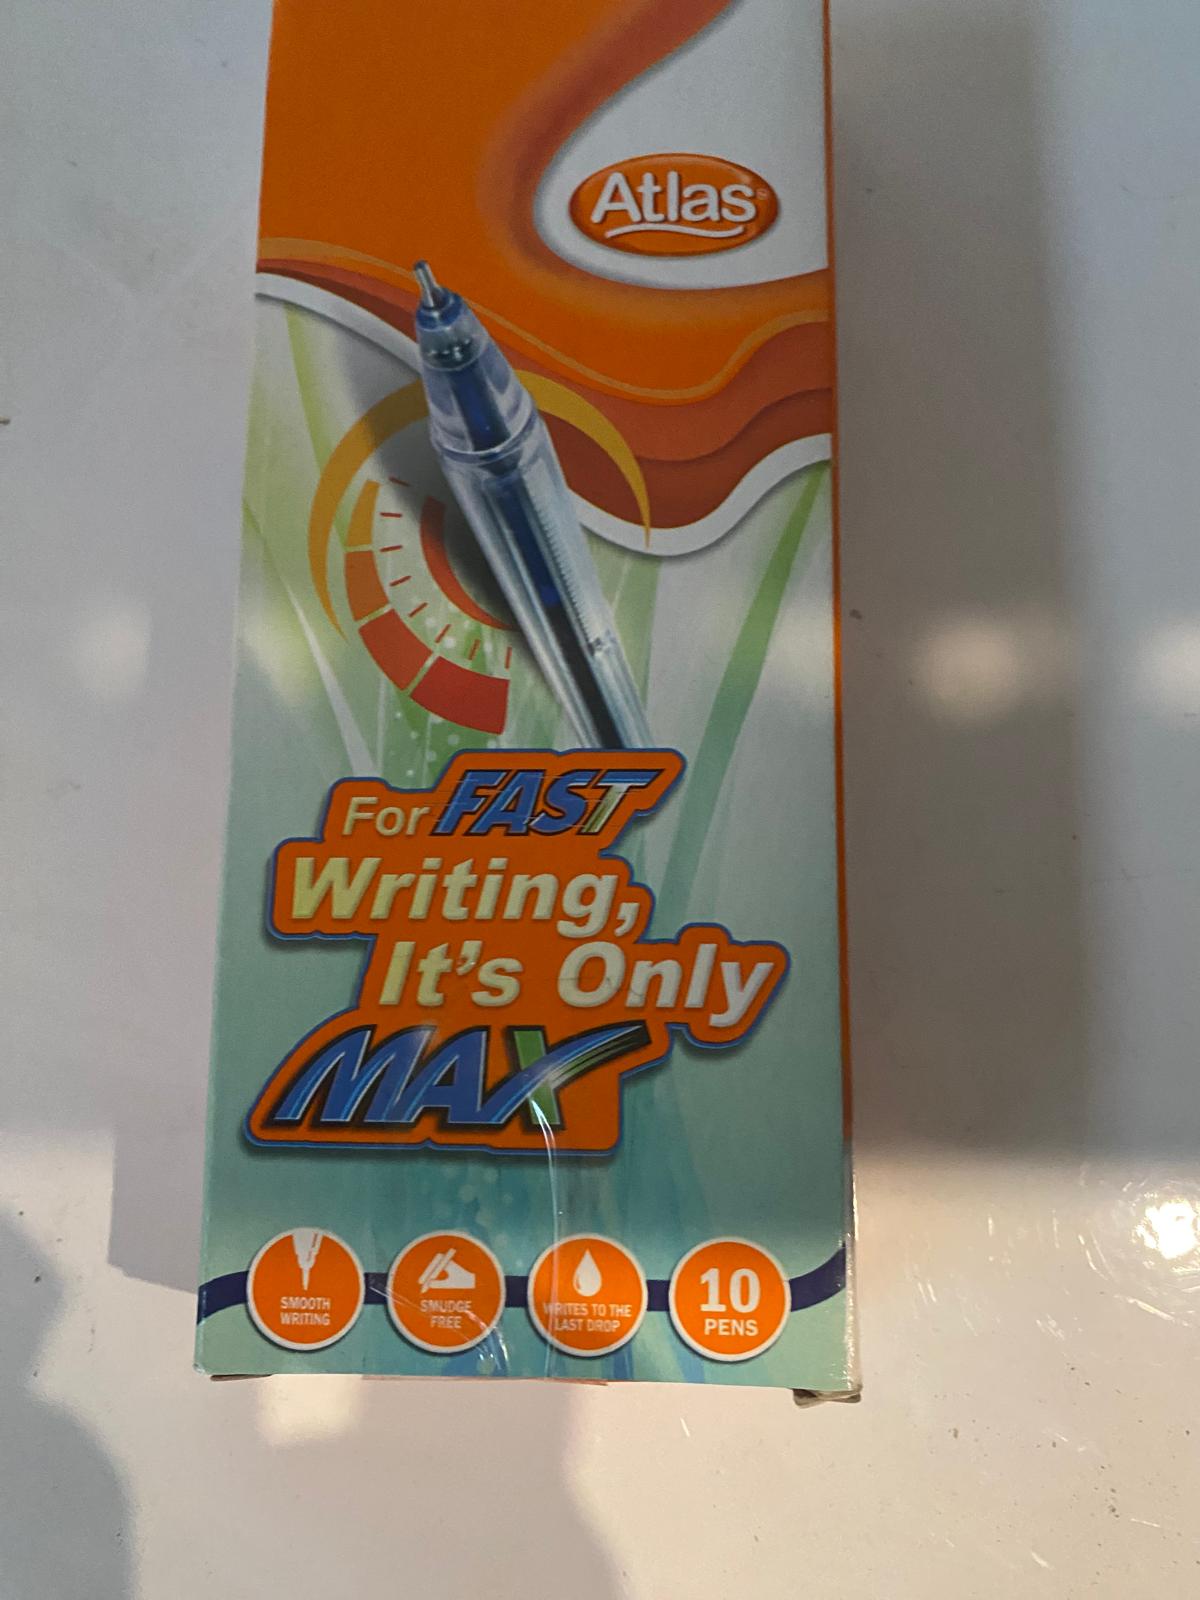 Atlas®
For FAST
Writing,
It's Only
MAX
SMOOTH
WRITING
SMUDGE
FREE
WRITES TO THE
LAST DROP
10
PENS